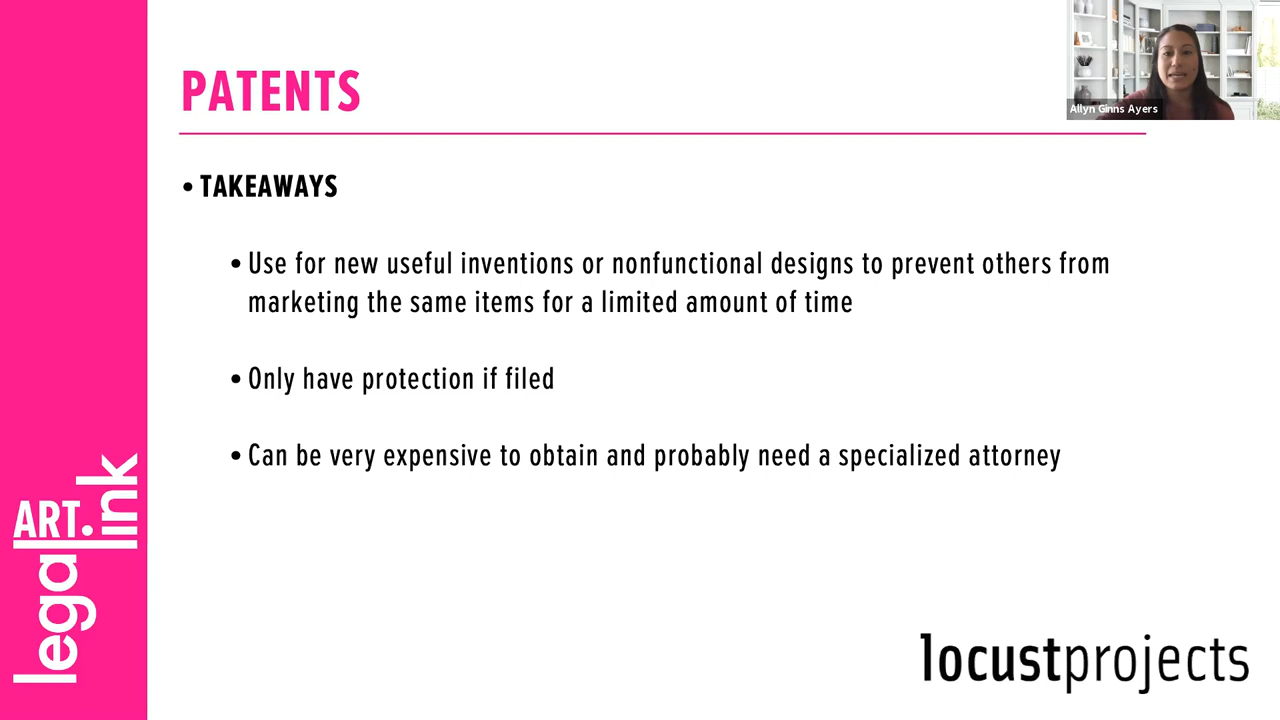 PATENTS
Allyn Ginns Ayers
• TAKEAWAYS
• Use for new useful inventions or nonfunctional designs to prevent others from
marketing the same items for a limited amount of time
• Only have protection if filed
• Can be very expensive to obtain and probably need a specialized attorney
legal
ART.
link
locustprojects